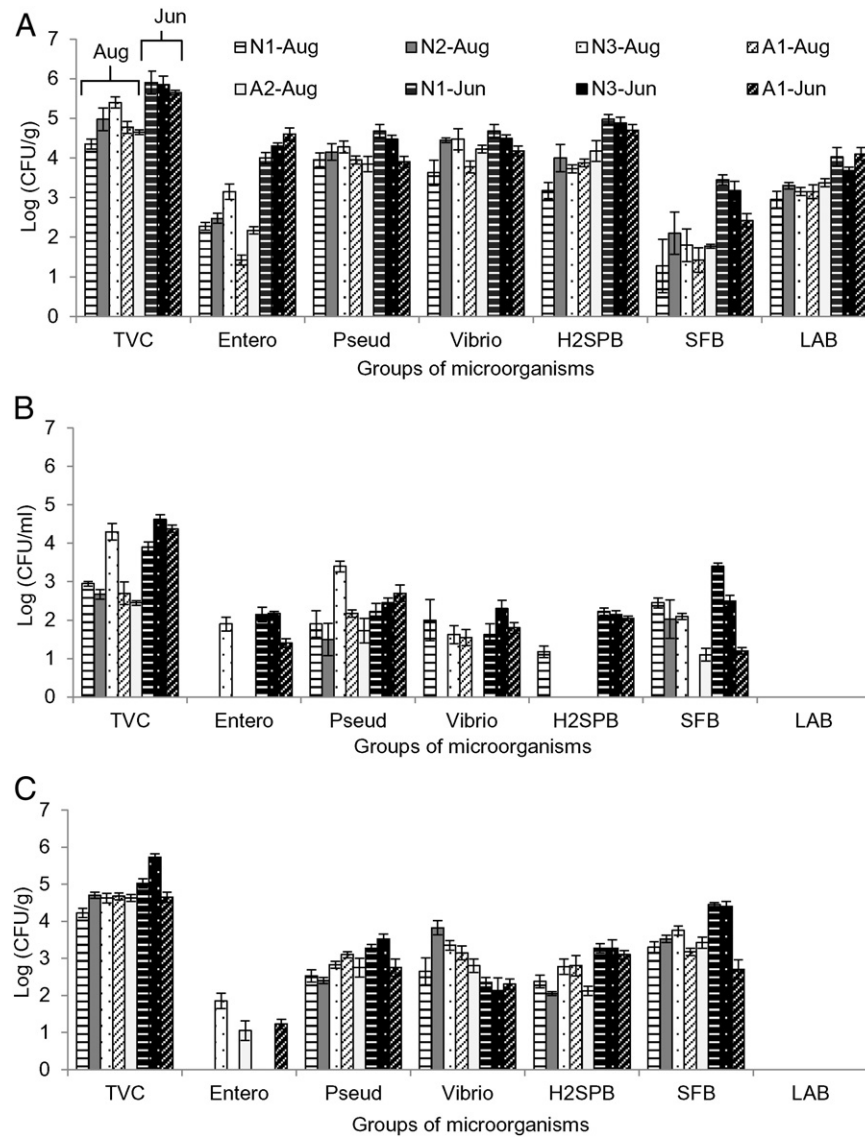 A
Jun
Aug
N1-Aug N2-Aug N3-Aug A1-Aug
A2-Aug N1-Jun N3-Jun A1-Jun
Log (CFU/g)
7
6
5
4
3
2
1
0
TVC Entero Pseud Vibrio H2SPB SFB LAB
Groups of microorganisms
B
Log (CFU/ml)
7
6
5
4
3
2
1
0
TVC Entero Pseud Vibrio H2SPB SFB LAB
Groups of microorganisms
C
Log (CFU/g)
7
6
5
4
3
2
1
0
TVC Entero Pseud Vibrio H2SPB SFB LAB
Groups of microorganisms